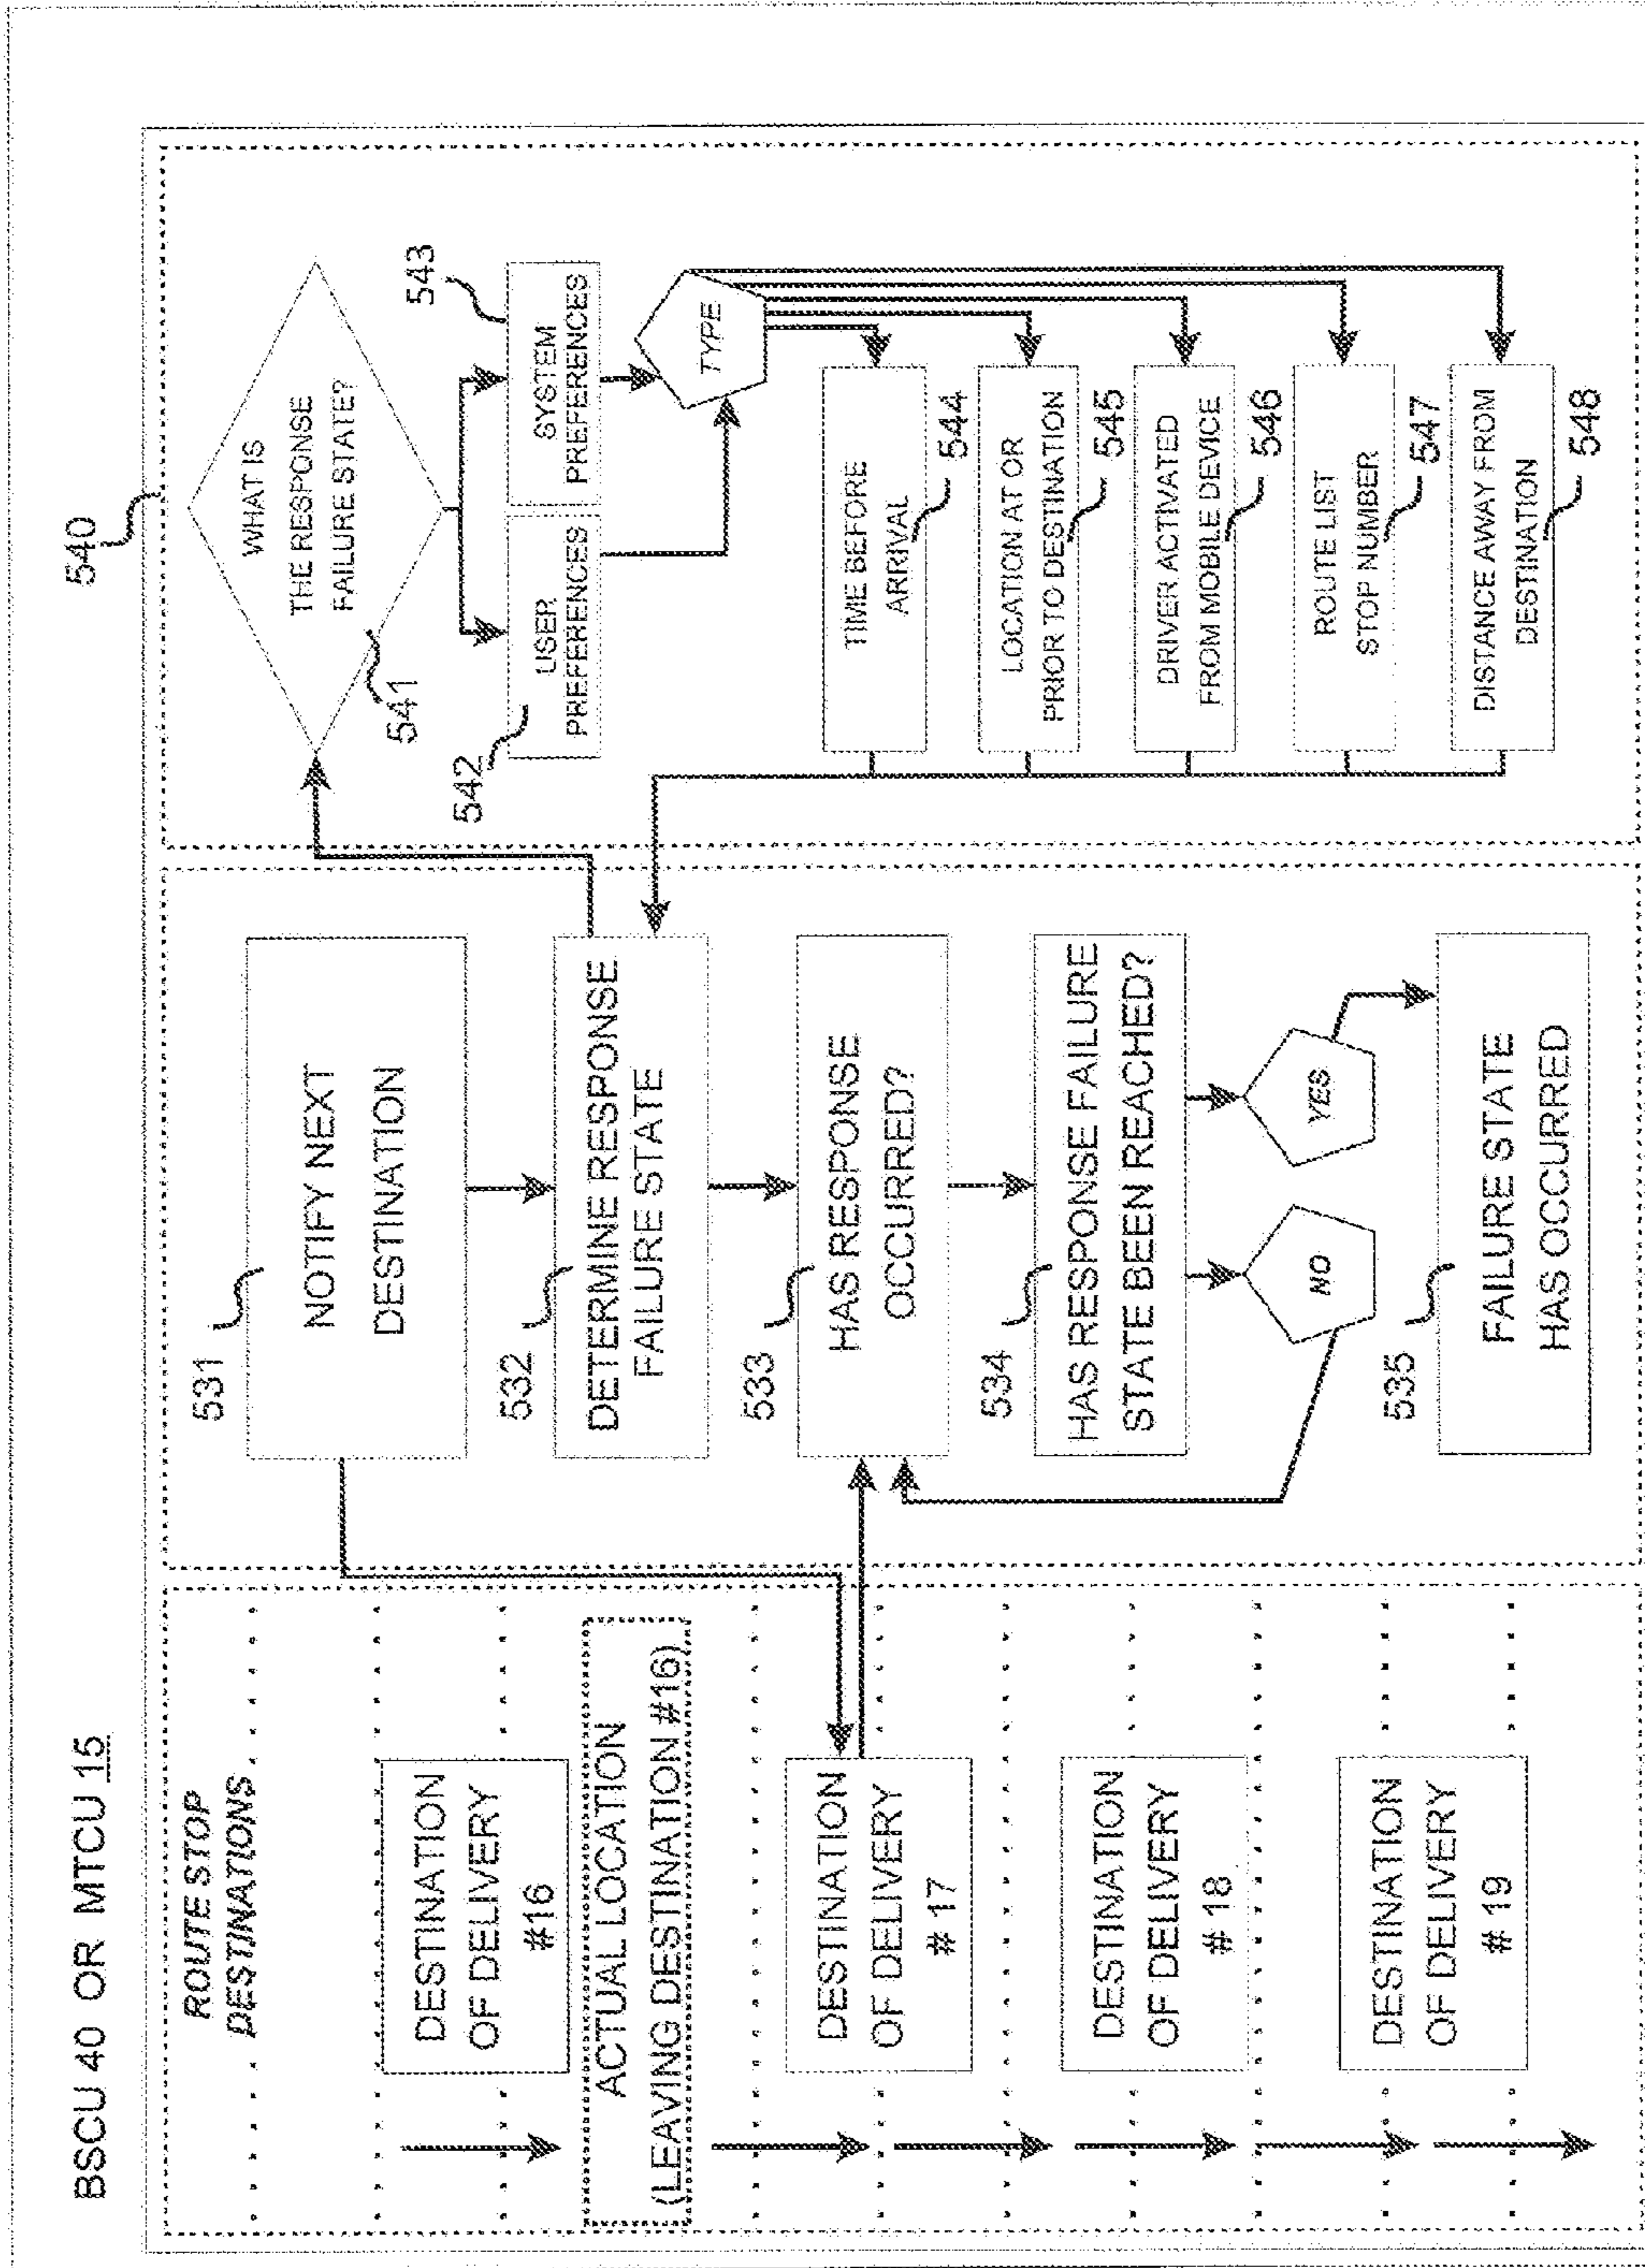 BSCU 40 OR MTCU 15
ROUTE STOP
DESTINATIONS
DESTINATION
OF DELIVERY
#16
ACTUAL LOCATION
(LEAVING DESTINATION #16)
DESTINATION
OF DELIVERY
# 17
DESTINATION
OF DELIVERY
# 18
DESTINATION
OF DELIVERY
# 19
531
NOTIFY NEXT
DESTINATION
532
DETERMINE RESPONSE
FAILURE STATE
533
HAS RESPONSE
OCCURRED?
534
HAS RESPONSE FAILURE
STATE BEEN REACHED?
NO
YES
535
FAILURE STATE
HAS OCCURRED
540
WHAT IS
THE RESPONSE
FAILURE STATE?
541
542
USER
PREFERENCES
543
SYSTEM
PREFERENCES
TYPE
TIME BEFORE
ARRIVAL
544
LOCATION AT OR
PRIOR TO DESTINATION
545
DRIVER ACTIVATED
FROM MOBILE DEVICE
546
ROUTE LIST
STOP NUMBER
547
DISTANCE AWAY FROM
DESTINATION
548